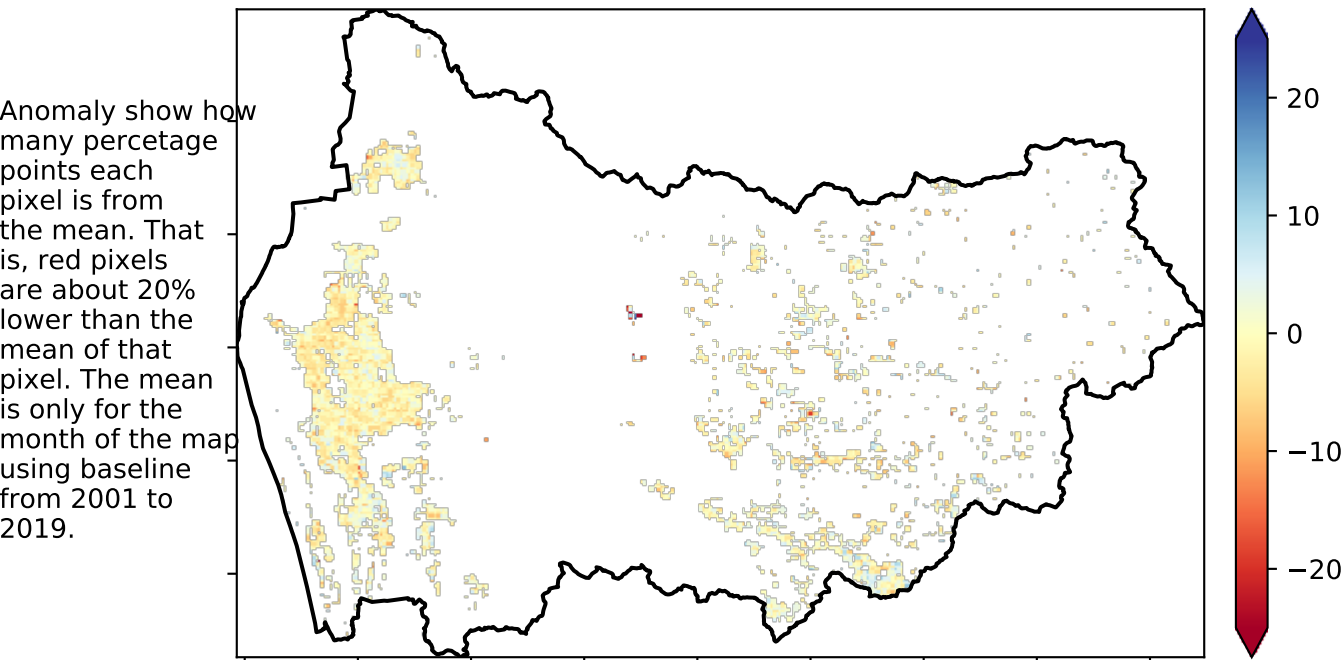 Anomaly show how
many percetage
points each
pixel is from
the mean. That
is, red pixels
are about 20%
lower than the
mean of that
pixel. The mean
is only for the
month of the map
using baseline
from 2001 to
2019.
20
10
0
−10
−20